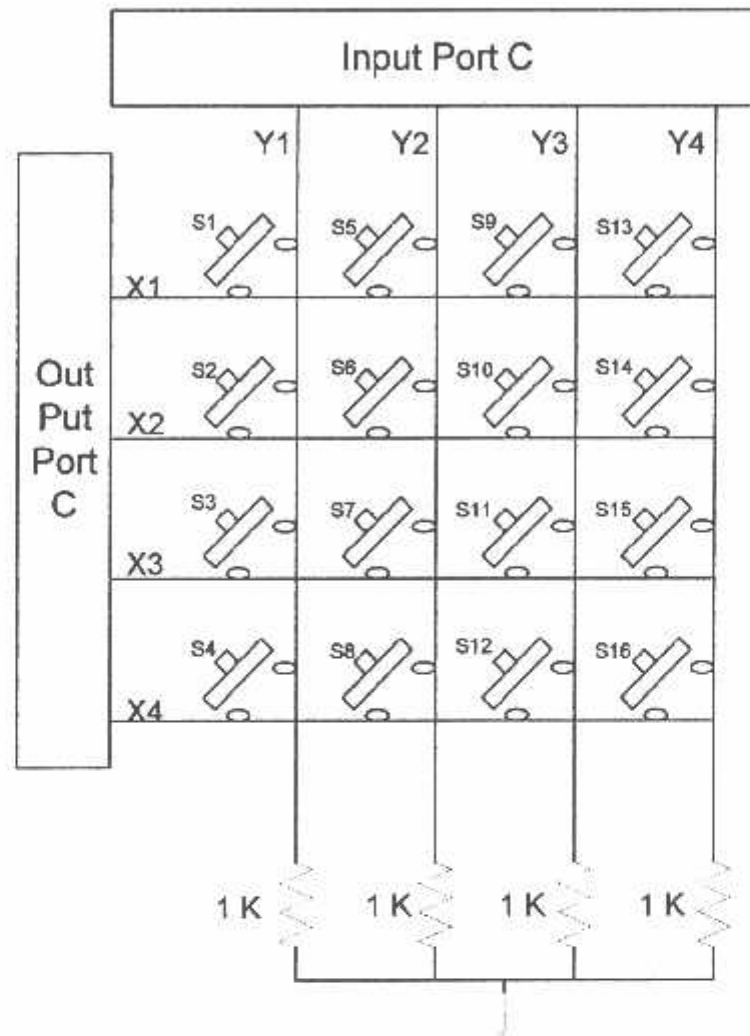 Input Port C
Y1 Y2 Y3 Y4
S1 S5 S9 S13
X1
S2 S6 S10 S14
X2
Out
Put
Port
C
S3 S7 S11 S15
X3
S4 S8 S12 S16
X4
1 K 1 K 1 K 1 K